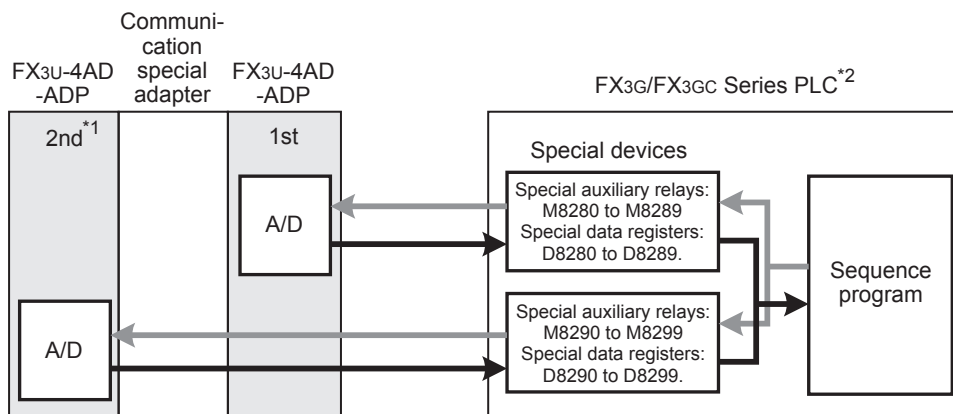 Communi-
cation
special
adapter
FX3U-4AD
-ADP
FX3U-4AD
-ADP
FX3G/FX3GC Series PLC*2
2nd*1
1st
Special devices
A/D
Special auxiliary relays:
M8280 to M8289
Special data registers:
D8280 to D8289.
Sequence
program
A/D
Special auxiliary relays:
M8290 to M8299
Special data registers:
D8290 to D8299.